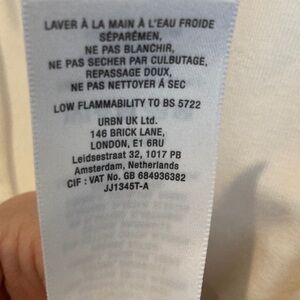 LAVER À LA MAIN À L'EAU FROIDE
SÉPARÉMEN,
NE PAS BLANCHIR,
NE PAS SECHER PAR CULBUTAGE,
REPASSAGE DOUX,
NE PAS NETTOYER Á SEC
LOW FLAMMABILITY TO BS 5722
URBN UK Ltd.
146 BRICK LANE,
LONDON, E1 6RU
Leidsestraat 32, 1017 PB
Amsterdam, Netherlands
CIF : VAT No. GB 684936382
JJ1345T-A